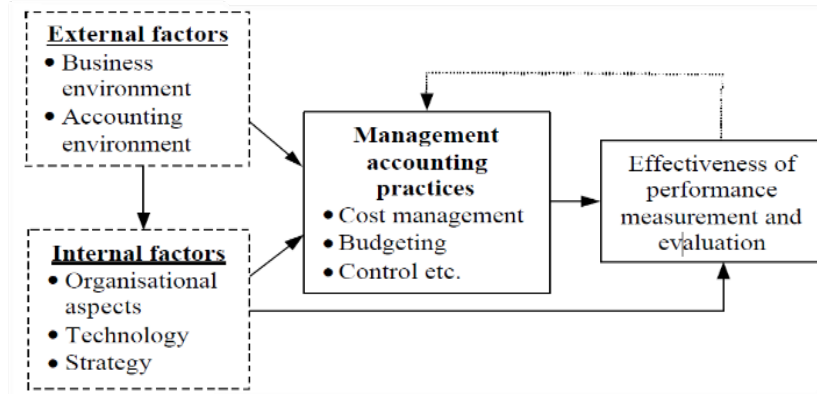 External factors
• Business
environment
• Accounting
environment
Internal factors
• Organisational
aspects
• Technology
• Strategy
Management
accounting
practices
• Cost management
• Budgeting
• Control etc.
Effectiveness of
performance
measurement and
evaluation